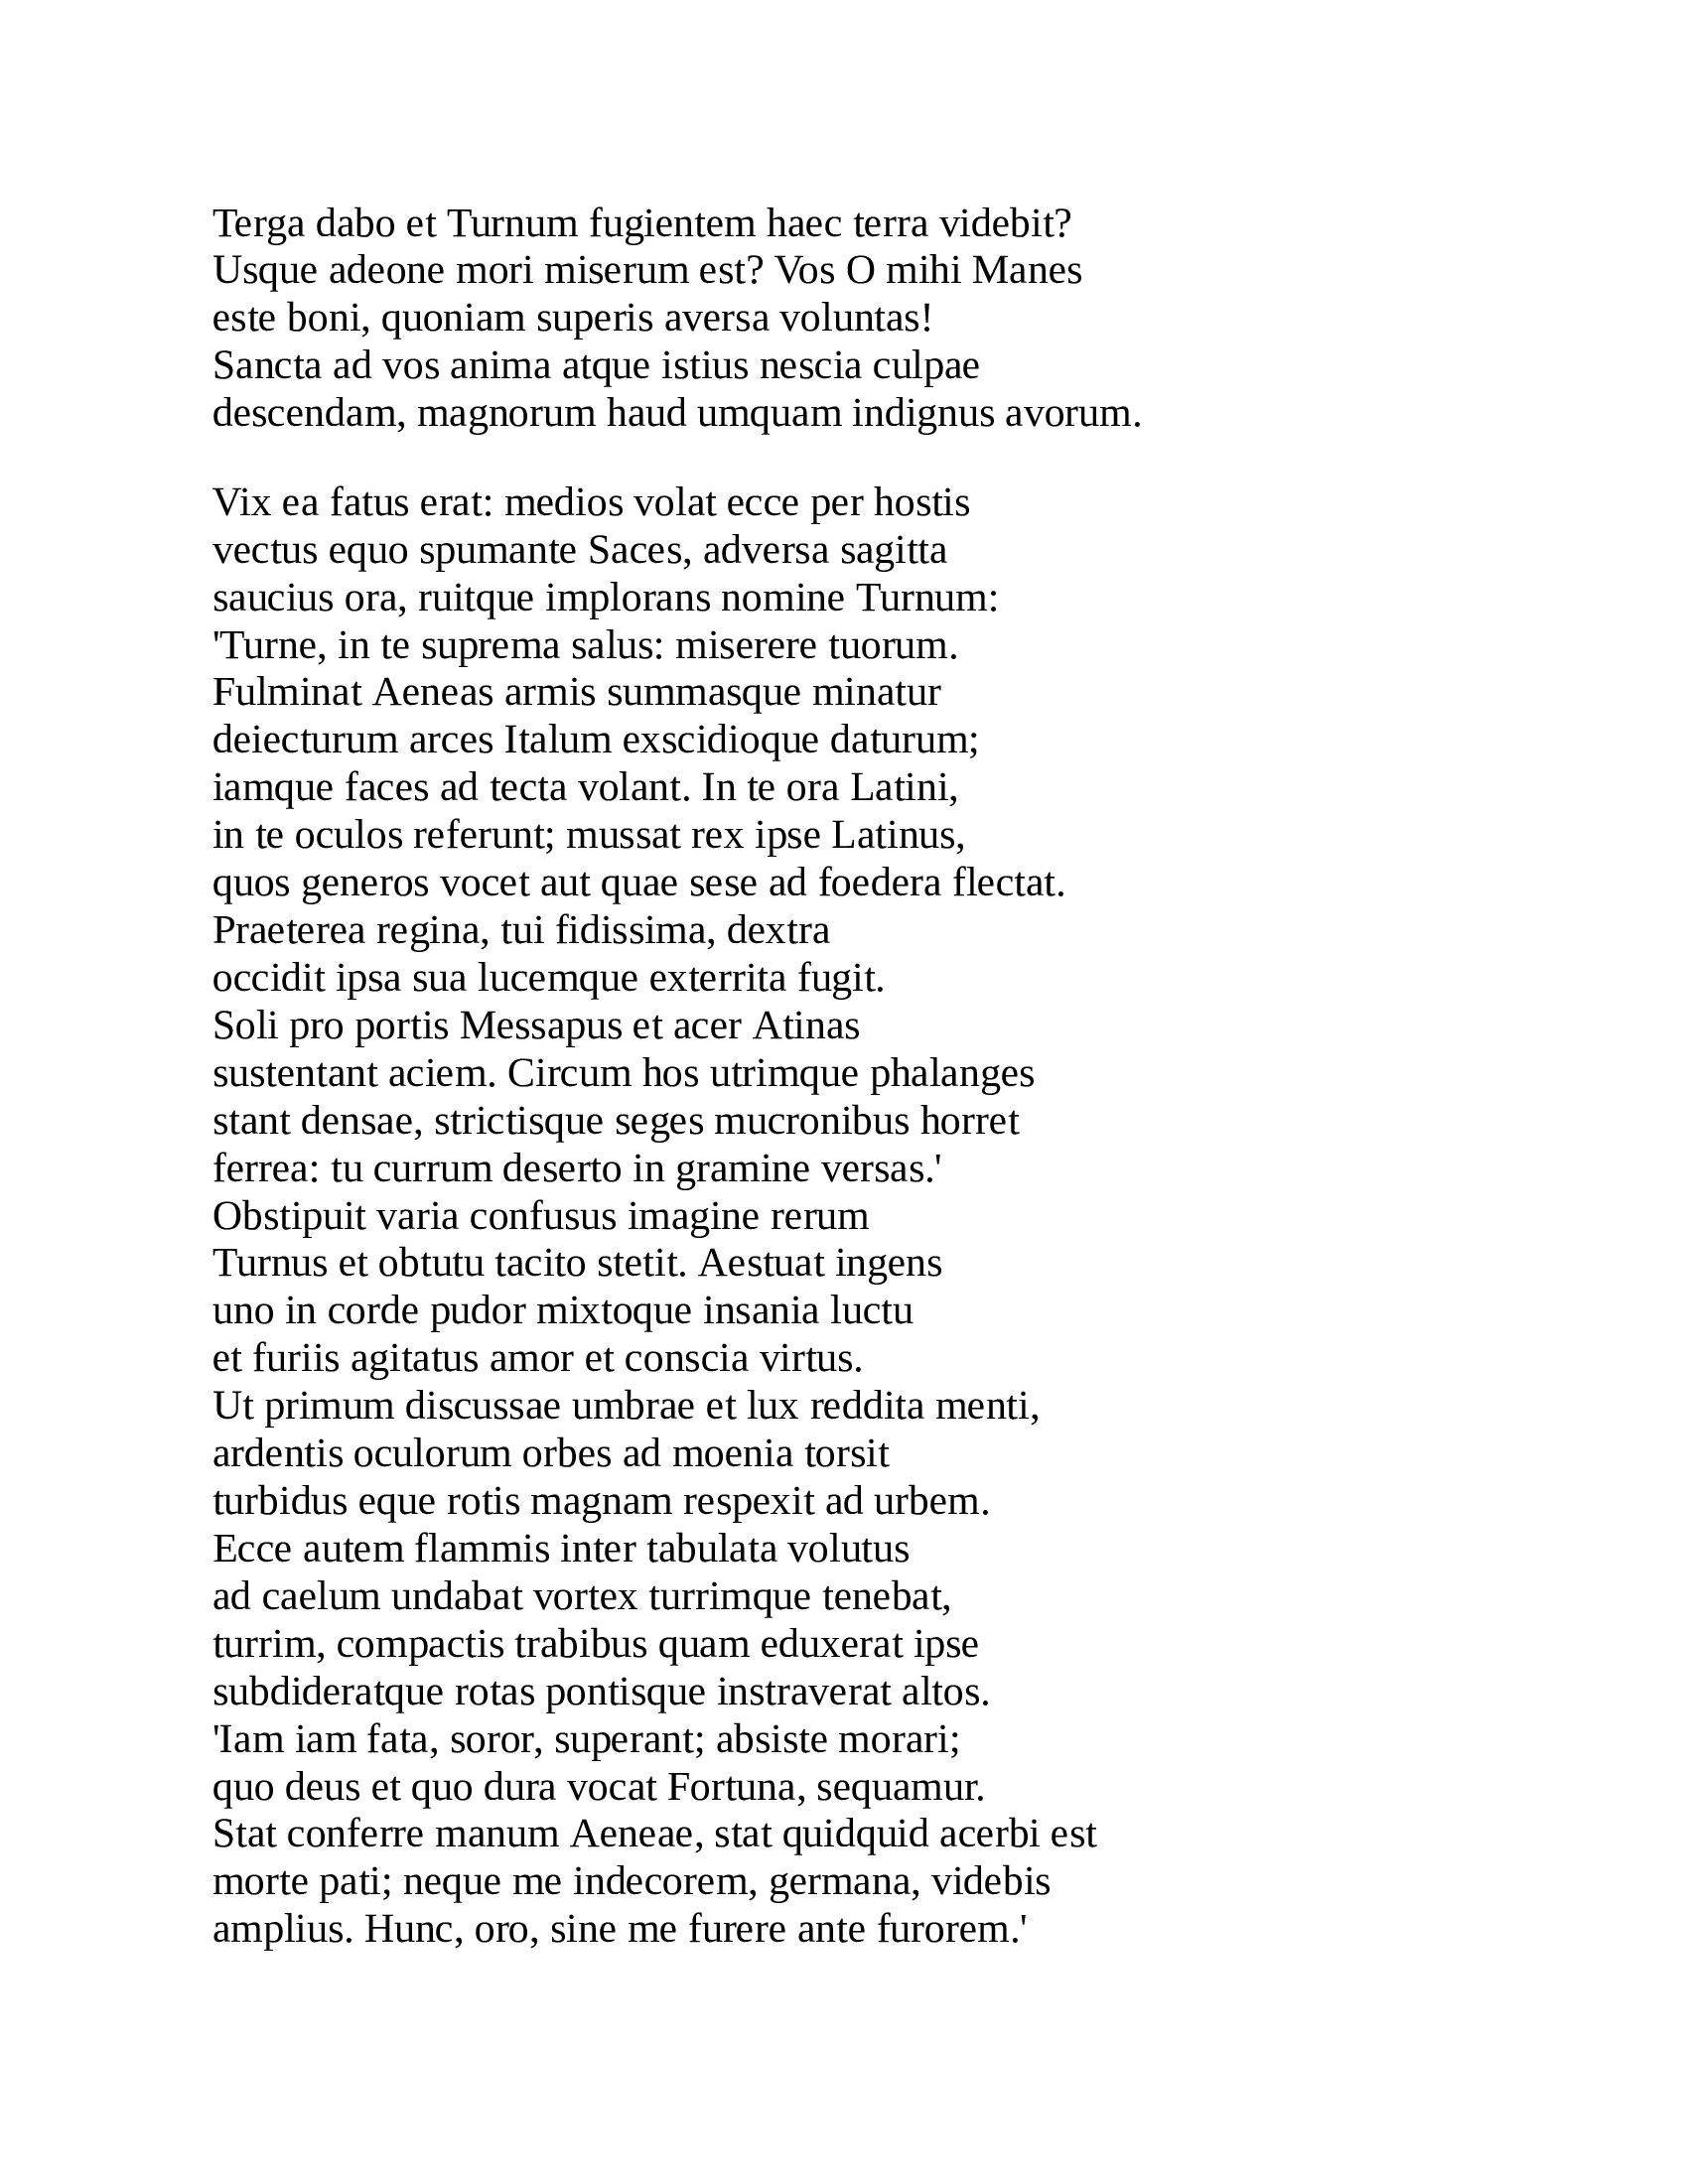 Terga dabo et Turnum fugientem haec terra videbit?
Usque adeone mori miserum est? Vos O mihi Manes
este boni, quoniam superis aversa voluntas!
Sancta ad vos anima atque istius nescia culpae
descendam, magnorum haud umquam indignus avorum.

Vix ea fatus erat: medios volat ecce per hostis
vectus equo spumante Saces, adversa sagitta
saucius ora, ruitque implorans nomine Turnum:
'Turne, in te suprema salus: miserere tuorum.
Fulminat Aeneas armis summasque minatur
deiecturum arces Italum exscidioque daturum;
iamque faces ad tecta volant. In te ora Latini,
in te oculos referunt; mussat rex ipse Latinus,
quos generos vocet aut quae sese ad foedera flectat.
Praeterea regina, tui fidissima, dextra
occidit ipsa sua lucemque exterrita fugit.
Soli pro portis Messapus et acer Atinas
sustentant aciem. Circum hos utrimque phalanges
stant densae, strictisque seges mucronibus horret
ferrea: tu currum deserto in gramine versas.'
Obstipuit varia confusus imagine rerum
Turnus et obtutu tacito stetit. Aestuat ingens
uno in corde pudor mixtoque insania luctu
et furiis agitatus amor et conscia virtus.
Ut primum discussae umbrae et lux reddita menti,
ardentis oculorum orbes ad moenia torsit
turbidus eque rotis magnam respexit ad urbem.
Ecce autem flammis inter tabulata volutus
ad caelum undabat vortex turrimque tenebat,
turrim, compactis trabibus quam eduxerat ipse
subdideratque rotas pontisque instraverat altos.
'Iam iam fata, soror, superant; absiste morari;
quo deus et quo dura vocat Fortuna, sequamur.
Stat conferre manum Aeneae, stat quidquid acerbi est
morte pati; neque me indecorem, germana, videbis
amplius. Hunc, oro, sine me furere ante furorem.'